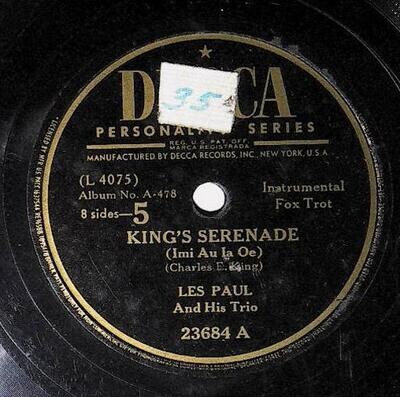 DECCA
35
PERSONALITY SERIES
REG. U.S. PAT. OFF.
MARCA REGISTRADA
MANUFACTURED BY DECCA RECORDS, INC., NEW YORK, U.S.A.
(L 4075)
Album No. A-478
8 sides—5
Instrumental
Fox Trot
KING'S SERENADE
(Imi Au Ia Oe)
(Charles E. King)
LES PAUL
And His Trio
23684 A